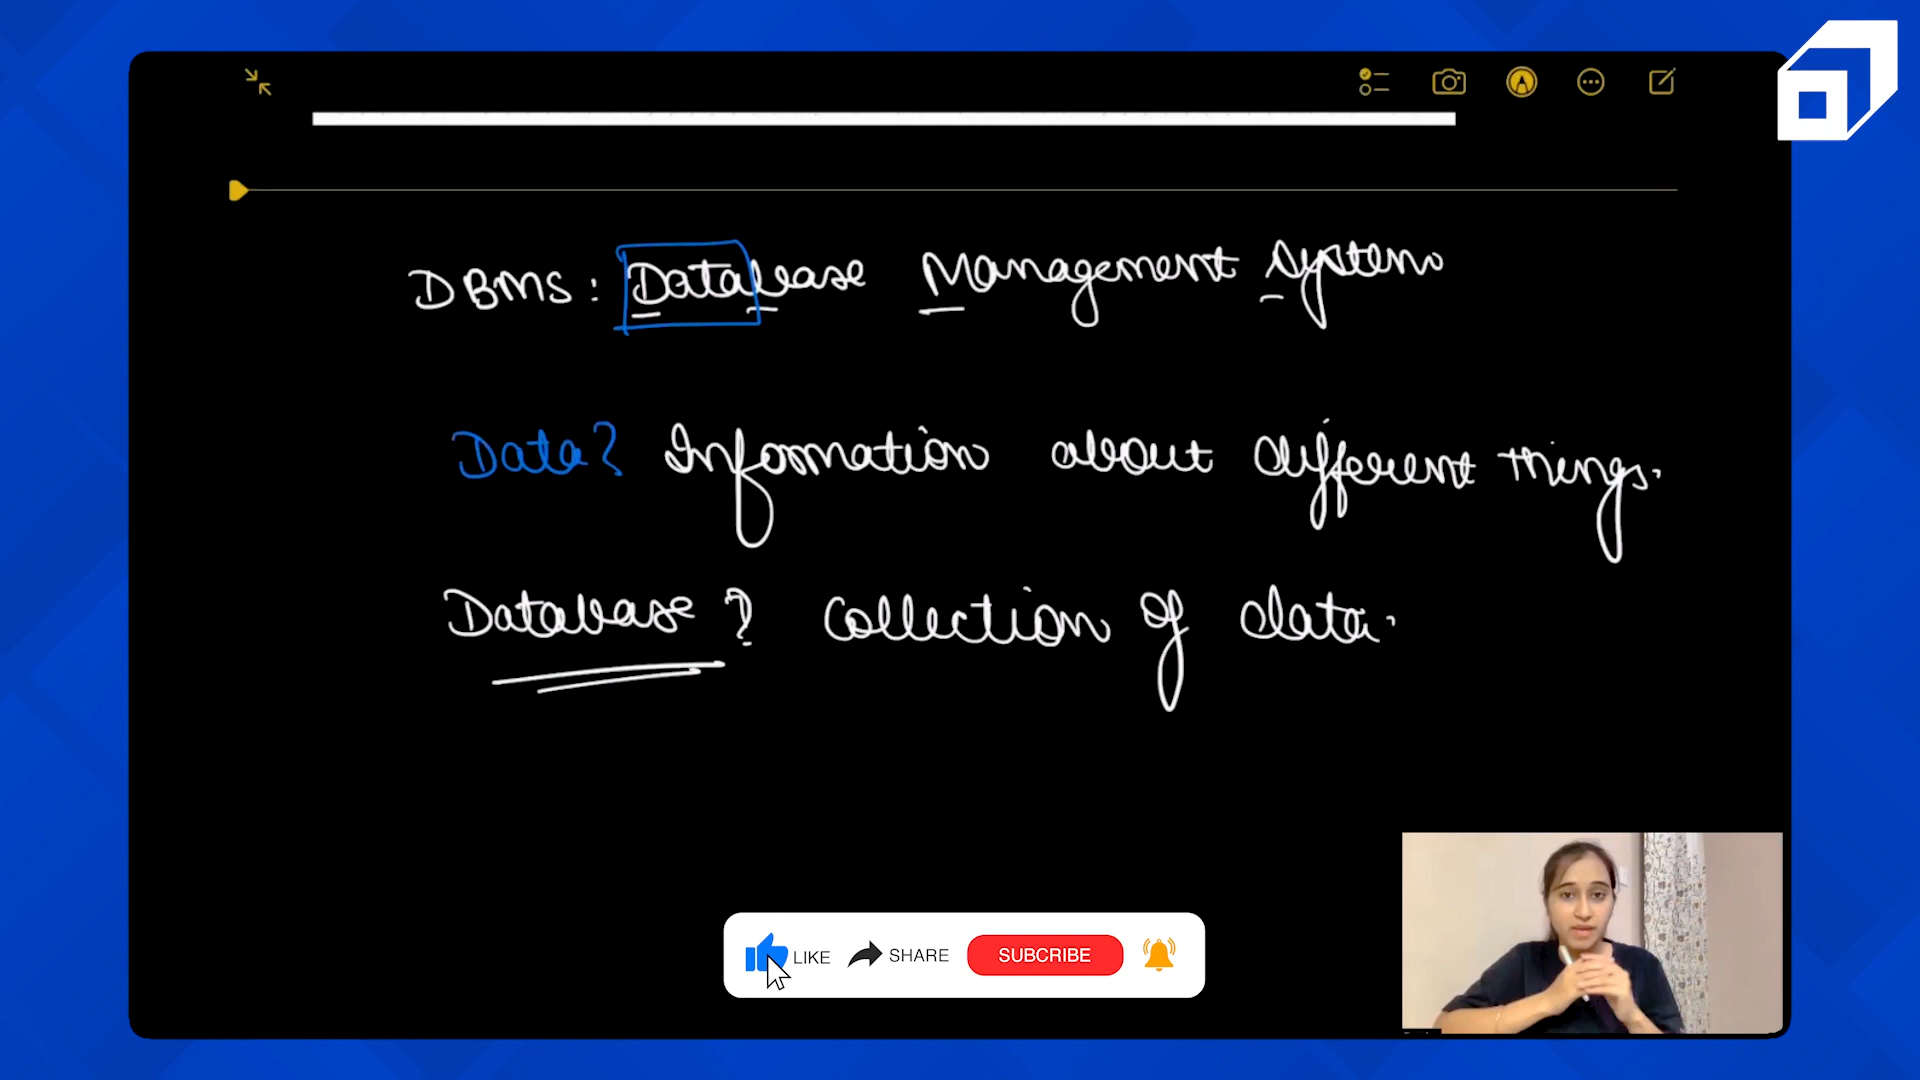 DBMS: Database Management System
Data? Information about different things.
Database? Collection of data.
LIKE SHARE SUBCRIBE